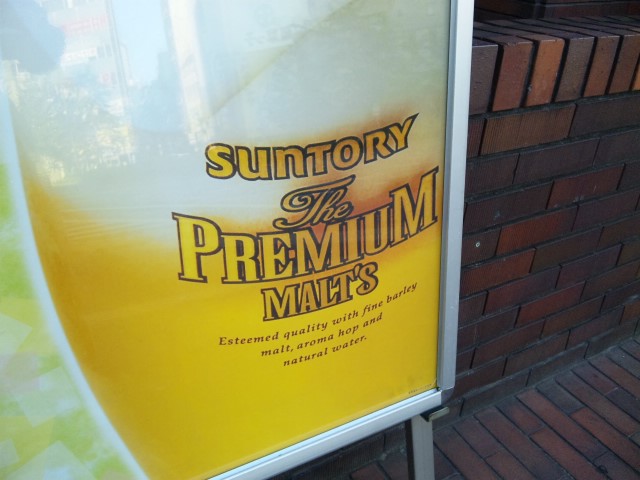 SUNTORY
The
PREMIUM
MALT'S
Esteemed quality with fine barley
malt, aroma hop and
natural water.